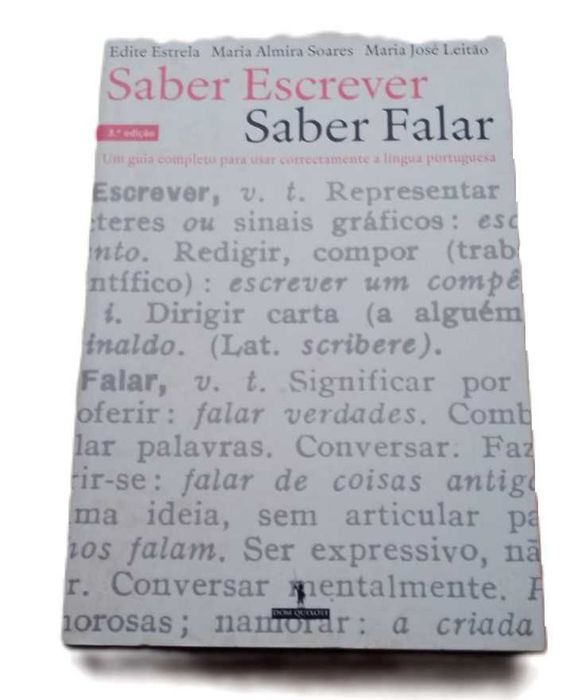 Edite Estrela Maria Almira Soares Maria José Leitão
Saber Escrever
Saber Falar
3.ª edição
Um guia completo para usar correctamente a língua portuguesa
Escrever, v. t. Representar
cteres ou sinais gráficos: esc
nto. Redigir, compor (trab
ntífico): escrever um compê
i. Dirigir carta (a alguém
inaldo. (Lat. scribere).
Falar, v. t. Significar por
oferir: falar verdades. Comb
lar palavras. Conversar. Faz
rir-se: falar de coisas antigo
ma ideia, sem articular pa
nos falam. Ser expressivo, nã
r. Conversar mentalmente. F
DOM QUIXOTE
norosas; namorar: a criada